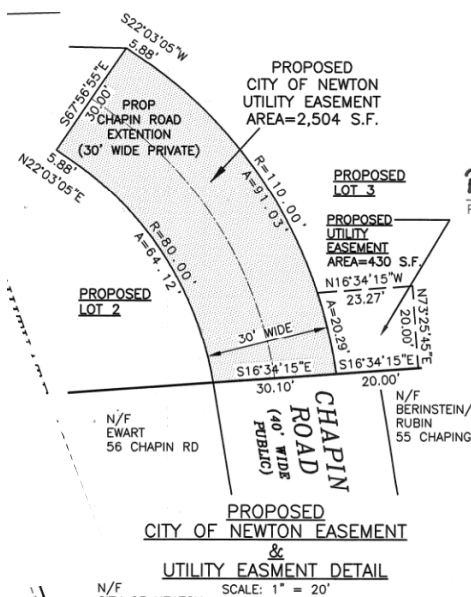 S22°03'05"W
5.88'
S67°56'55"E
30.00'
PROP
CHAPIN ROAD
EXTENTION
(30' WIDE PRIVATE)
5.88'
N22°03'05"E
PROPOSED
CITY OF NEWTON
UTILITY EASEMENT
AREA=2,504 S.F.
R=110.00'
A=91.03'
PROPOSED
LOT 3
PROPOSED
UTILITY
EASEMENT
AREA=430 S.F.
R=80.00'
A=64.12'
PROPOSED
LOT 2
N16°34'15"W
23.27'
N73°25'45"E
20.00'
A=20.29'
30' WIDE
S16°34'15"E
30.10'
S16°34'15"E
20.00'
N/F
EWART
56 CHAPIN RD
CHAPIN
ROAD
(40' WIDE
PUBLIC)
N/F
BERINSTEIN/
RUBIN
55 CHAPING
PROPOSED
CITY OF NEWTON EASEMENT
&
UTILITY EASMENT DETAIL
SCALE: 1" = 20'
N/F